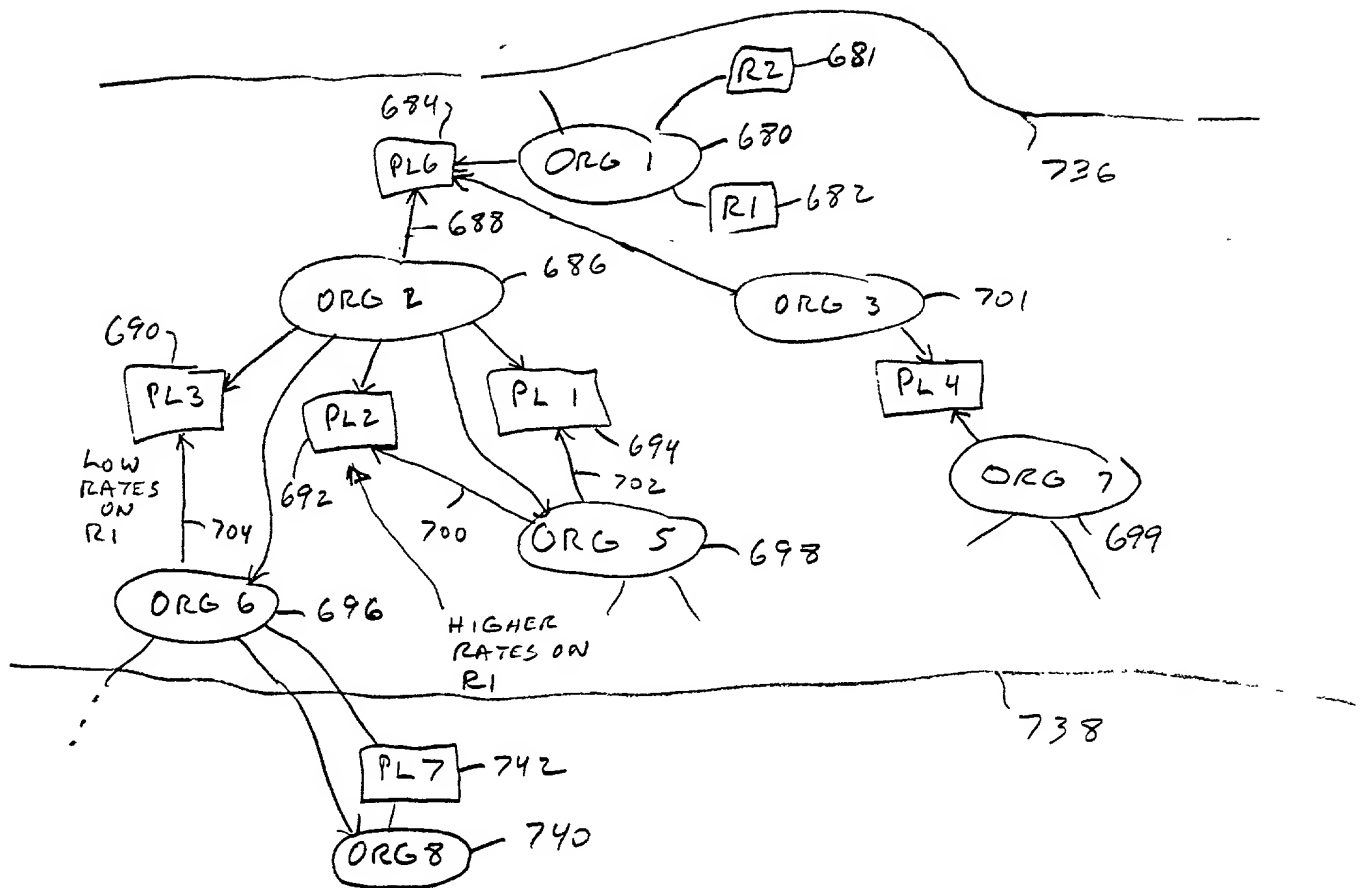 R2
681
684
680
PL6
ORG 1
736
R1
682
688
686
ORG 2
ORG 3
701
690
PL3
PL2
PL 1
PL 4
694
LOW
RATES
ON
R1
692
702
ORG 7
704
700
ORG 5
698
699
ORG 6
696
HIGHER
RATES ON
R1
738
PL7
742
ORG 8
740